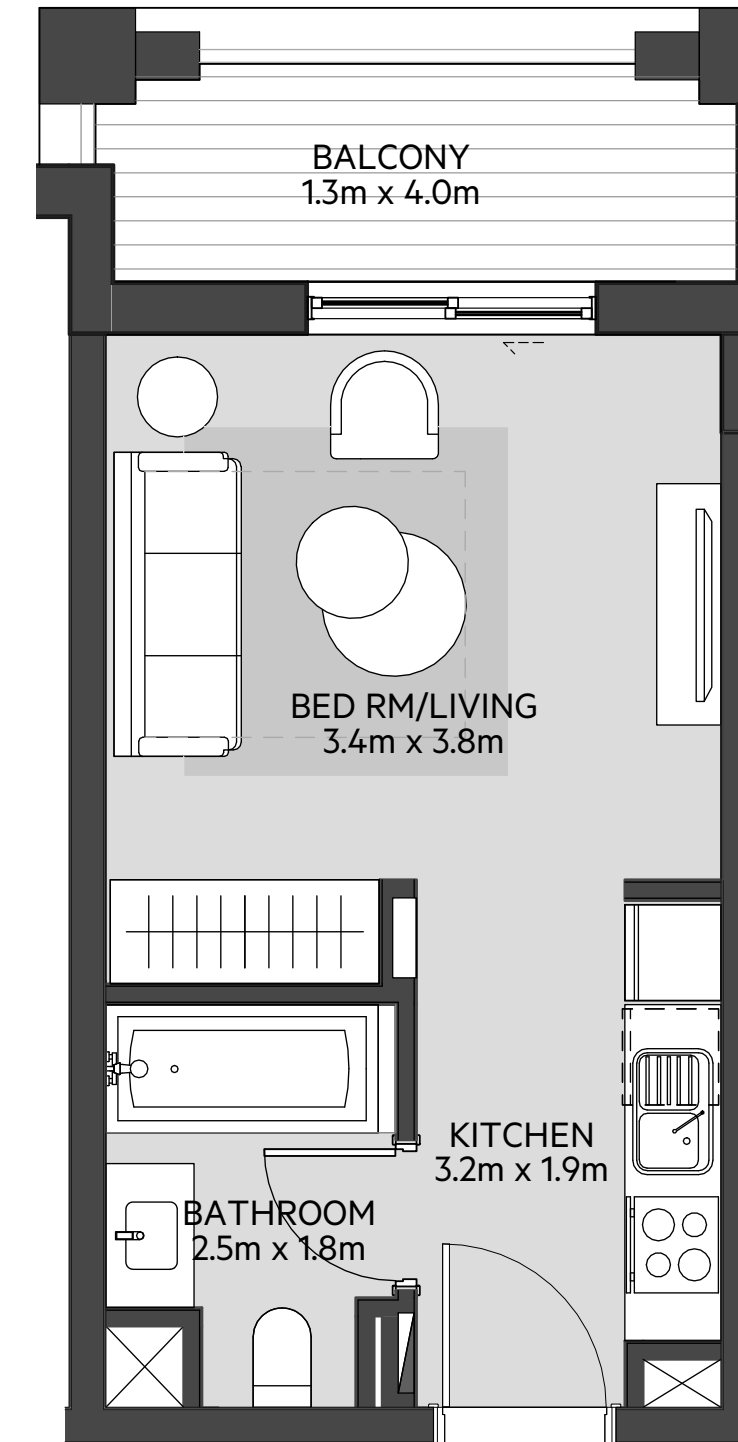 BALCONY
1.3m x 4.0m
BED RM/LIVING
3.4m x 3.8m
KITCHEN
3.2m x 1.9m
BATHROOM
2.5m x 1.8m